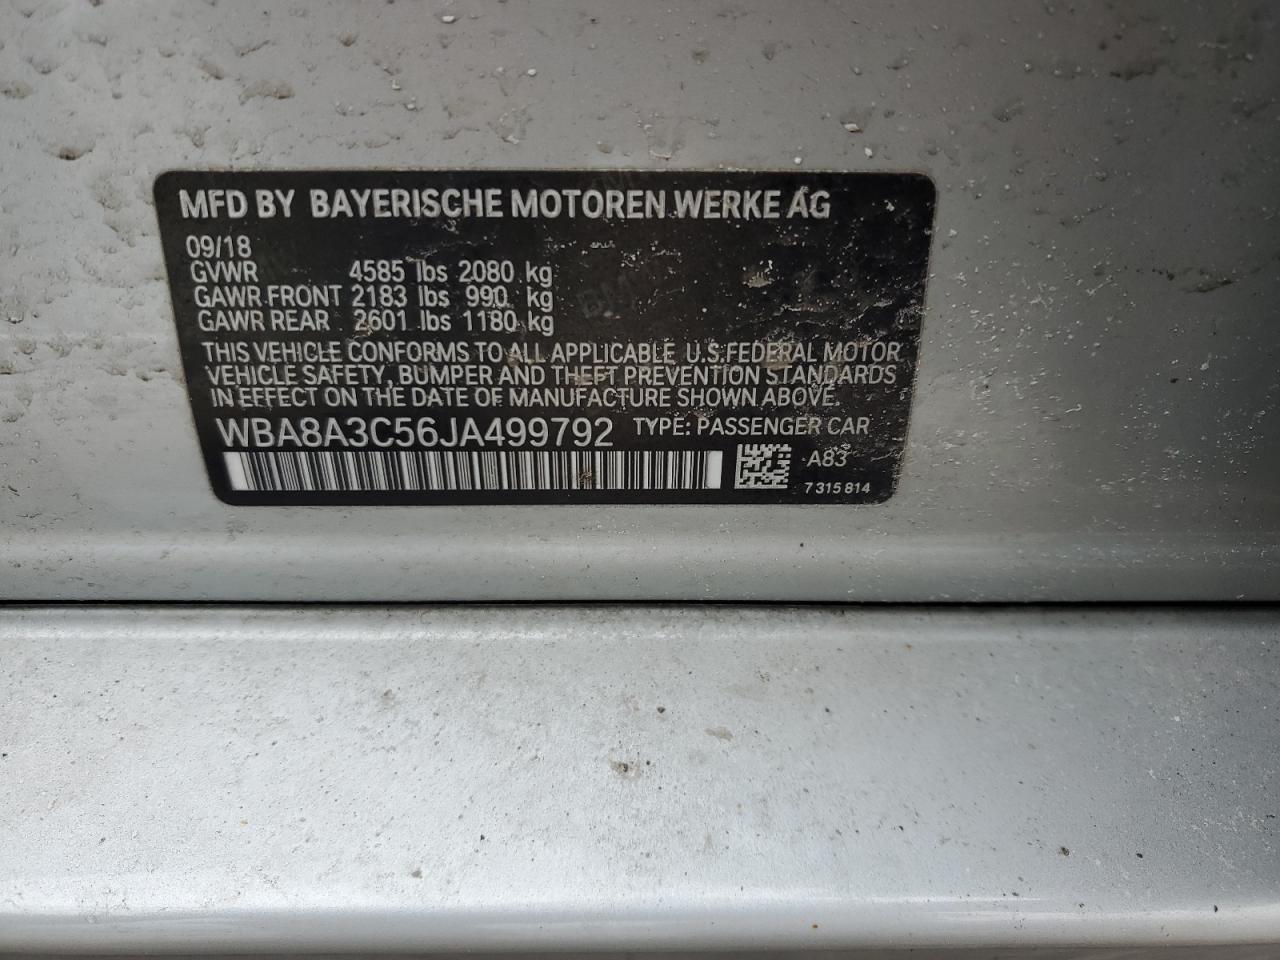 MFD BY BAYERISCHE MOTOREN WERKE AG
09/18
GVWR 4585 lbs 2080 kg
GAWR FRONT 2183 lbs 990 kg
GAWR REAR 2601 lbs 1180 kg
THIS VEHICLE CONFORMS TO ALL APPLICABLE U.S.FEDERAL MOTOR
VEHICLE SAFETY, BUMPER AND THEFT PREVENTION STANDARDS
IN EFFECT ON THE DATE OF MANUFACTURE SHOWN ABOVE.
WBA8A3C56JA499792 TYPE: PASSENGER CAR
A83
7315814